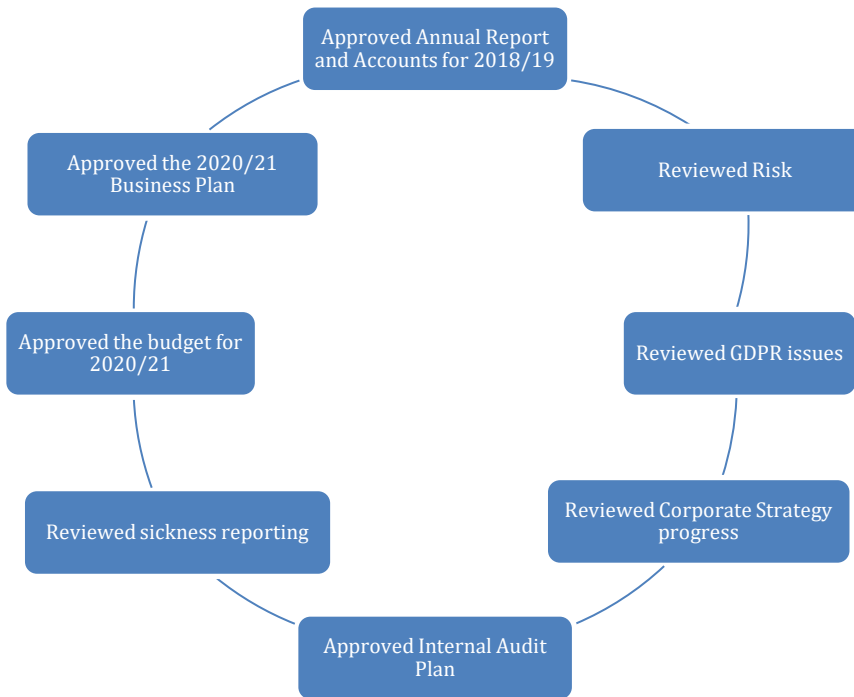 Approved Annual Report
and Accounts for 2018/19
Reviewed Risk
Reviewed GDPR issues
Reviewed Corporate Strategy
progress
Approved Internal Audit
Plan
Reviewed sickness reporting
Approved the budget for
2020/21
Approved the 2020/21
Business Plan